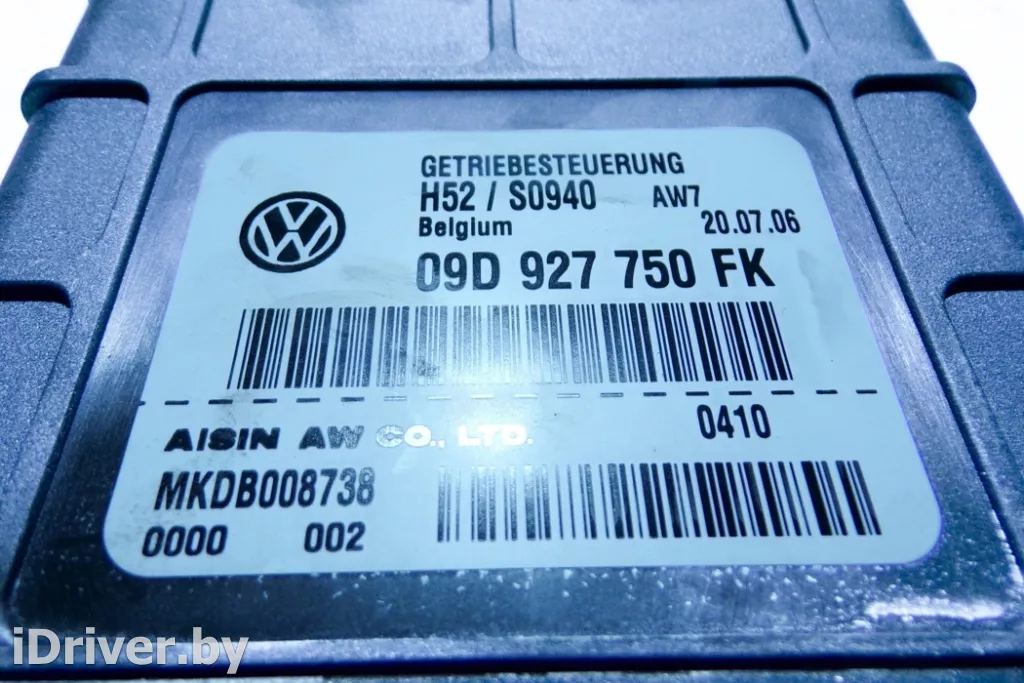 GETRIEBESTEUERUNG
H52 / S0940 AW7
Belgium 20.07.06
09D 927 750 FK
0410
AISIN AW CO., LTD.
MKDB008738
0000 002
iDriver.by